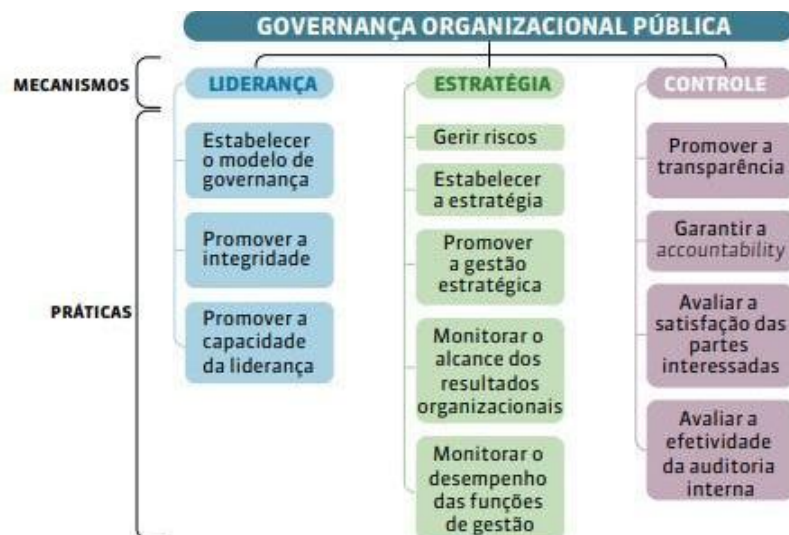 GOVERNANÇA ORGANIZACIONAL PÚBLICA
MECANISMOS
LIDERANÇA
ESTRATÉGIA
CONTROLE
PRÁTICAS
Estabelecer
o modelo de
governança
Promover a
integridade
Promover a
capacidade
da liderança
Gerir riscos
Estabelecer
a estratégia
Promover
a gestão
estratégica
Monitorar o
alcance dos
resultados
organizacionais
Monitorar o
desempenho
das funções
de gestão
Promover a
transparência
Garantir a
accountability
Avaliar a
satisfação das
partes
interessadas
Avaliar a
efetividade
da auditoria
interna